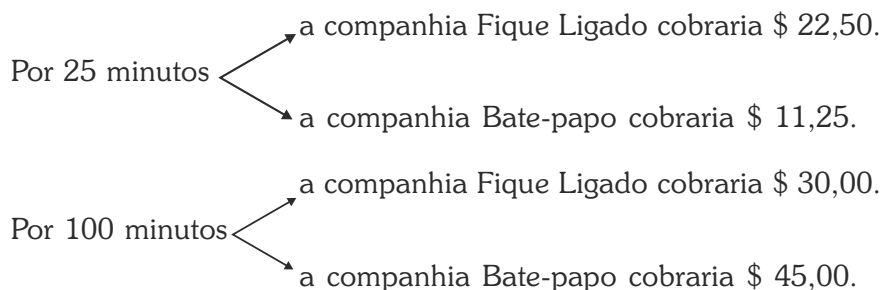 a companhia Fique Ligado cobraria $ 22,50.
Por 25 minutos
a companhia Bate-papo cobraria $ 11,25.
a companhia Fique Ligado cobraria $ 30,00.
Por 100 minutos
a companhia Bate-papo cobraria $ 45,00.